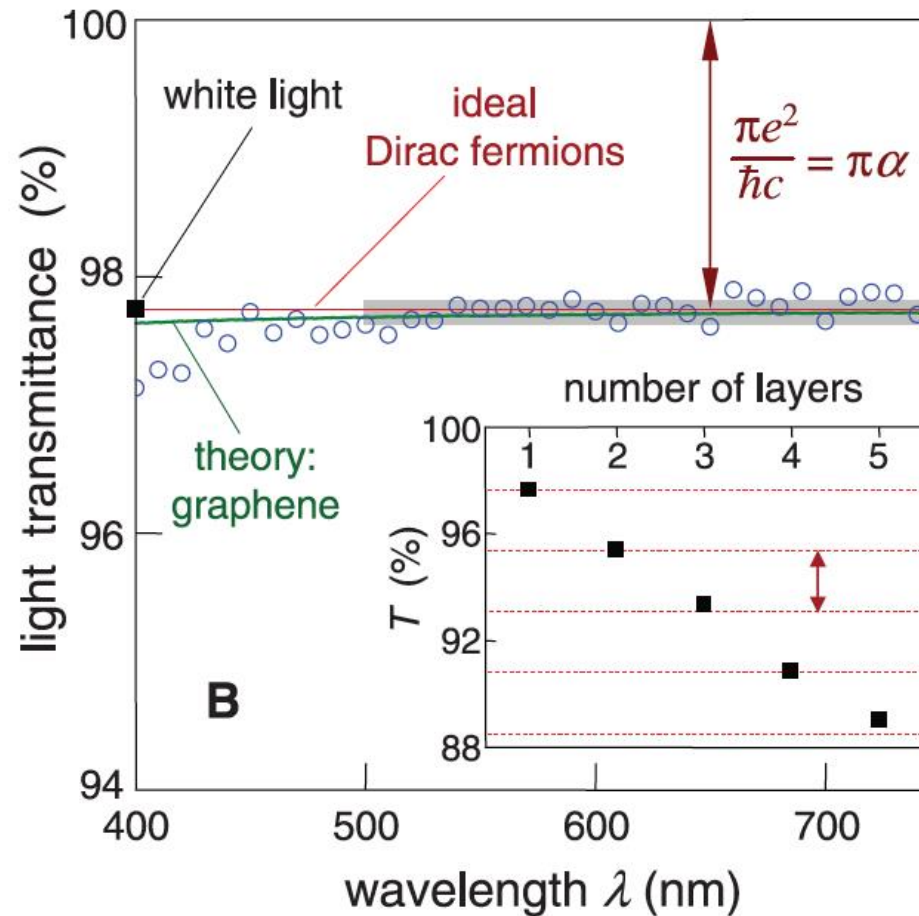 100
white light
ideal
Dirac fermions
πe²
ħc
= πα
98
light transmittance (%)
theory:
graphene
96
B
94
400
500
600
700
wavelength λ (nm)
number of layers
1
2
3
4
5
100
96
92
88
T (%)